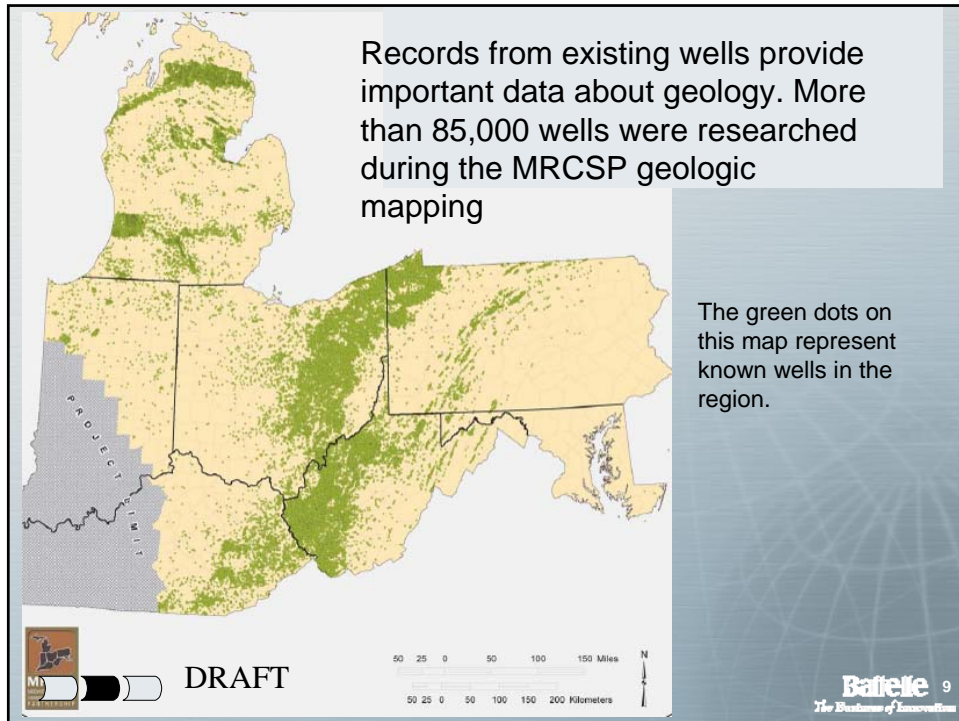 Records from existing wells provide
important data about geology. More
than 85,000 wells were researched
during the MRCSP geologic
mapping
The green dots on
this map represent
known wells in the
region.
PROJECT LIMIT
DRAFT
50 25 0 50 100 150 Miles
50 25 0 50 100 150 200 Kilometers
N
PARTNERSHIP
Battelle
The Business of Innovation
9